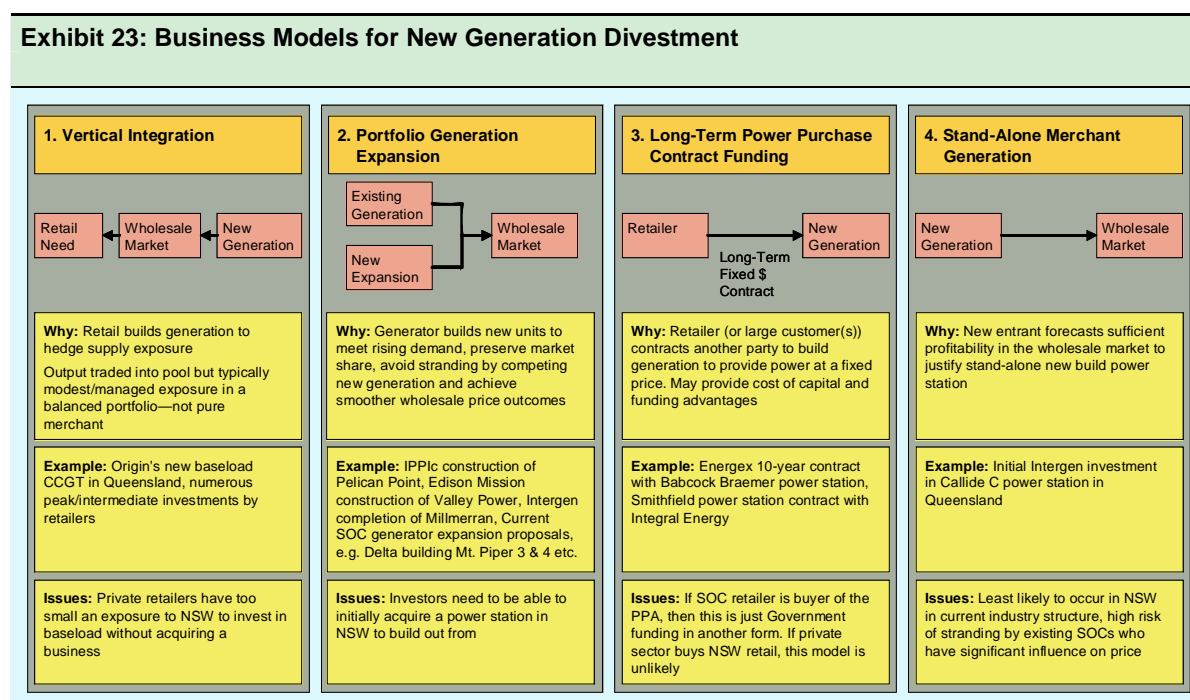 Exhibit 23: Business Models for New Generation Divestment
1. Vertical Integration
Retail
Need
Wholesale
Market
New
Generation
Why: Retail builds generation to
hedge supply exposure
Output traded into pool but typically
modest/managed exposure in a
balanced portfolio—not pure
merchant
Example: Origin's new baseload
CCGT in Queensland, numerous
peak/intermediate investments by
retailers
Issues: Private retailers have too
small an exposure to NSW to invest in
baseload without acquiring a
business
2. Portfolio Generation
Expansion
Existing
Generation
New
Expansion
Wholesale
Market
Why: Generator builds new units to
meet rising demand, preserve market
share, avoid stranding by competing
new generation and achieve
smoother wholesale price outcomes
Example: IPPlc construction of
Pelican Point, Edison Mission
construction of Valley Power, Intergen
completion of Millmerran, Current
SOC generator expansion proposals,
e.g. Delta building Mt. Piper 3 & 4 etc.
Issues: Investors need to be able to
initially acquire a power station in
NSW to build out from
3. Long-Term Power Purchase
Contract Funding
Retailer
New
Generation
Long-Term
Fixed $
Contract
Why: Retailer (or large customer(s))
contracts another party to build
generation to provide power at a fixed
price. May provide cost of capital and
funding advantages
Example: Energex 10-year contract
with Babcock Braemer power station,
Smithfield power station contract with
Integral Energy
Issues: If SOC retailer is buyer of the
PPA, then this is just Government
funding in another form. If private
sector buys NSW retail, this model is
unlikely
4. Stand-Alone Merchant
Generation
New
Generation
Wholesale
Market
Why: New entrant forecasts sufficient
profitability in the wholesale market to
justify stand-alone new build power
station
Example: Initial Intergen investment
in Callide C power station in
Queensland
Issues: Least likely to occur in NSW
in current industry structure, high risk
of stranding by existing SOCs who
have significant influence on price